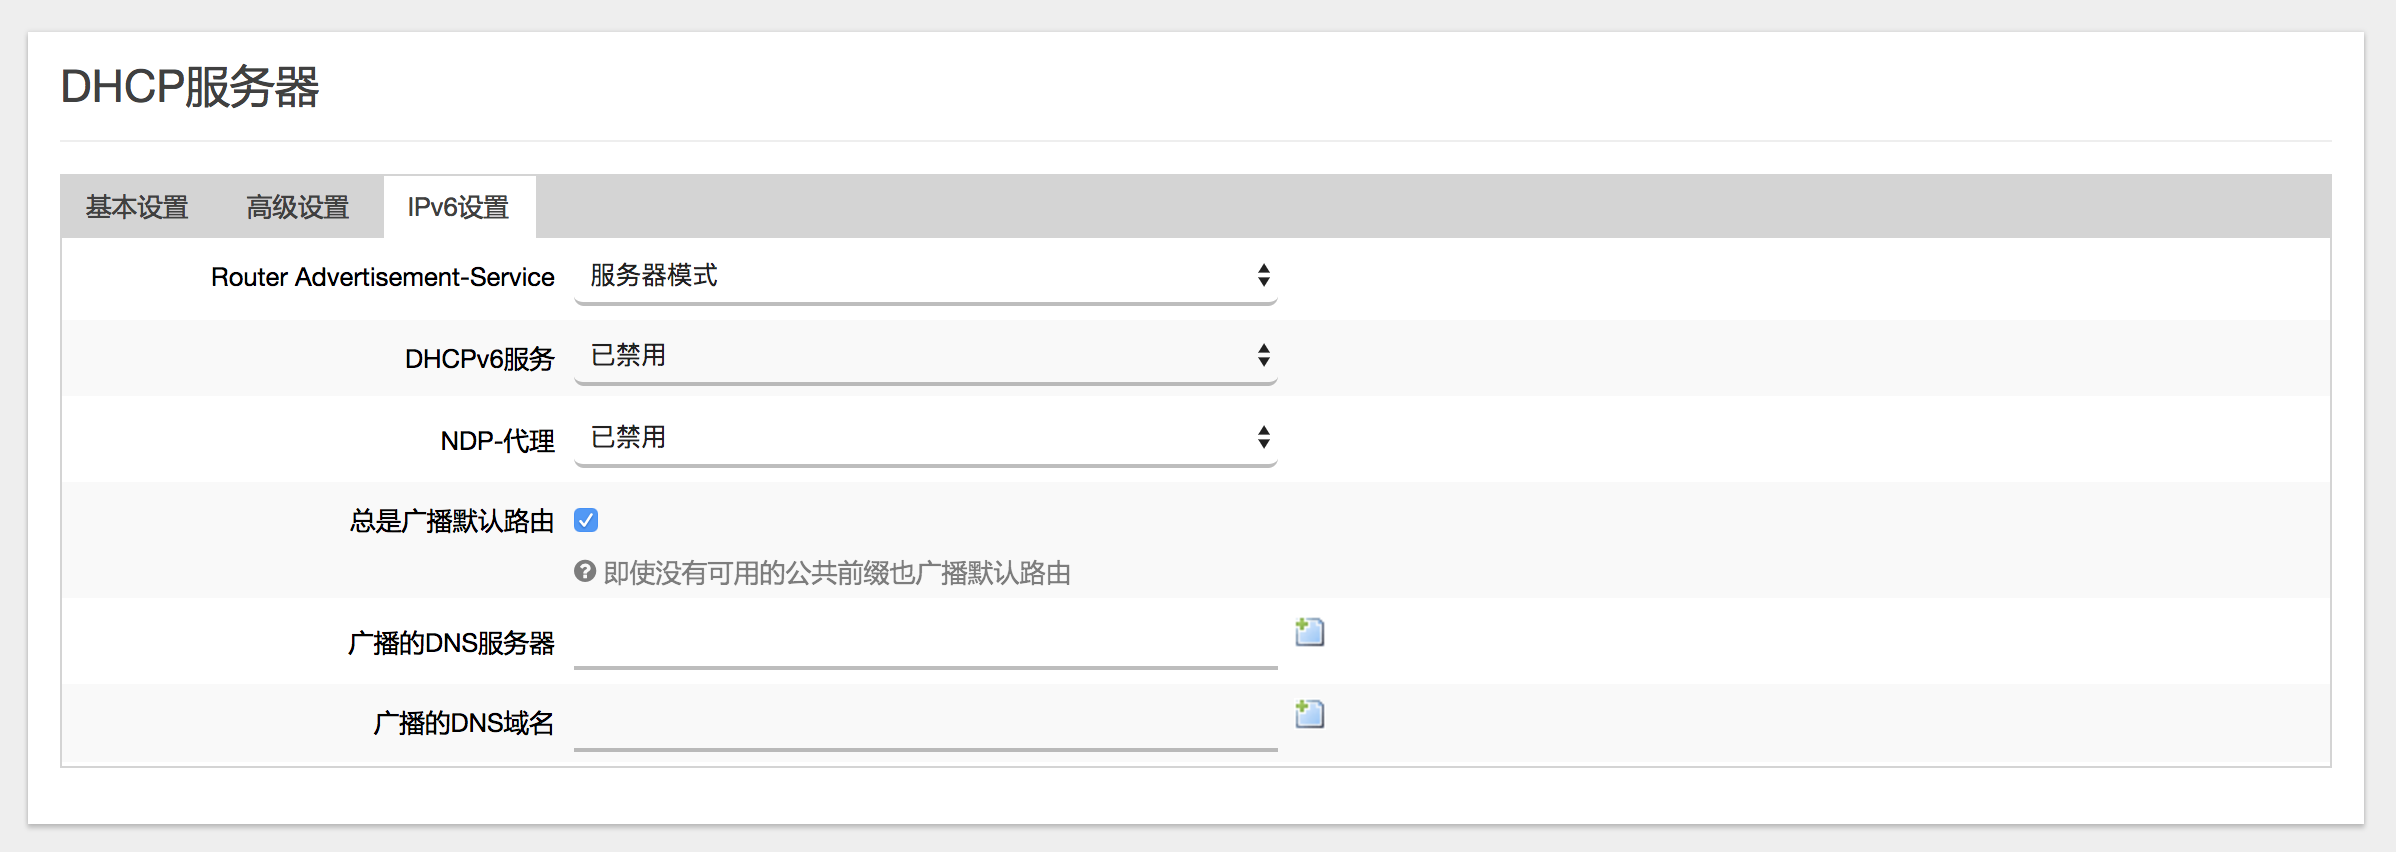 DHCP服务器
基本设置 高级设置 IPv6设置
Router Advertisement-Service 服务器模式
DHCPv6服务 已禁用
NDP-代理 已禁用
总是广播默认路由
即使没有可用的公共前缀也广播默认路由
广播的DNS服务器
广播的DNS域名